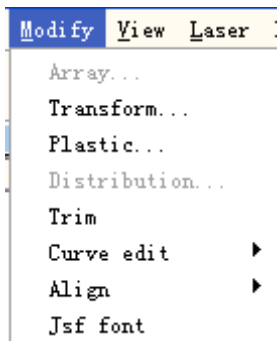 Modify View Laser
Array...
Transform...
Plastic...
Distribution...
Trim
Curve edit
Align
Jsf font